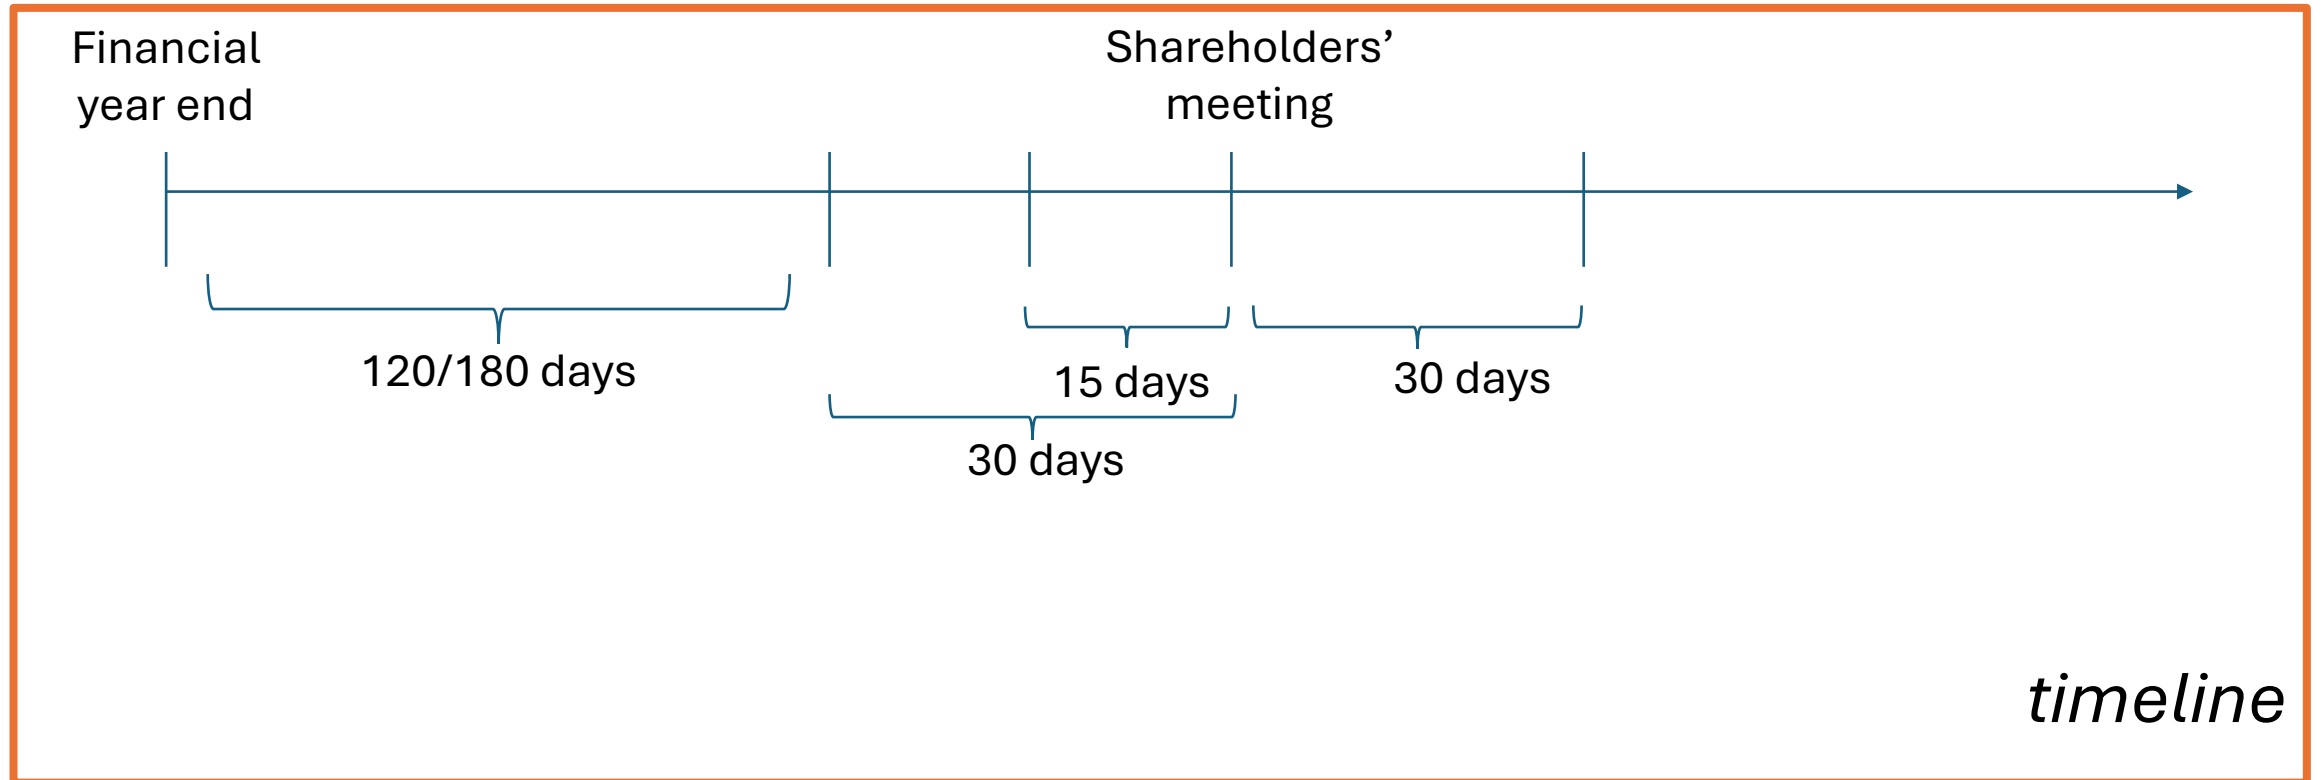 Financial
year end
Shareholders’
meeting
120/180 days
15 days
30 days
30 days
timeline